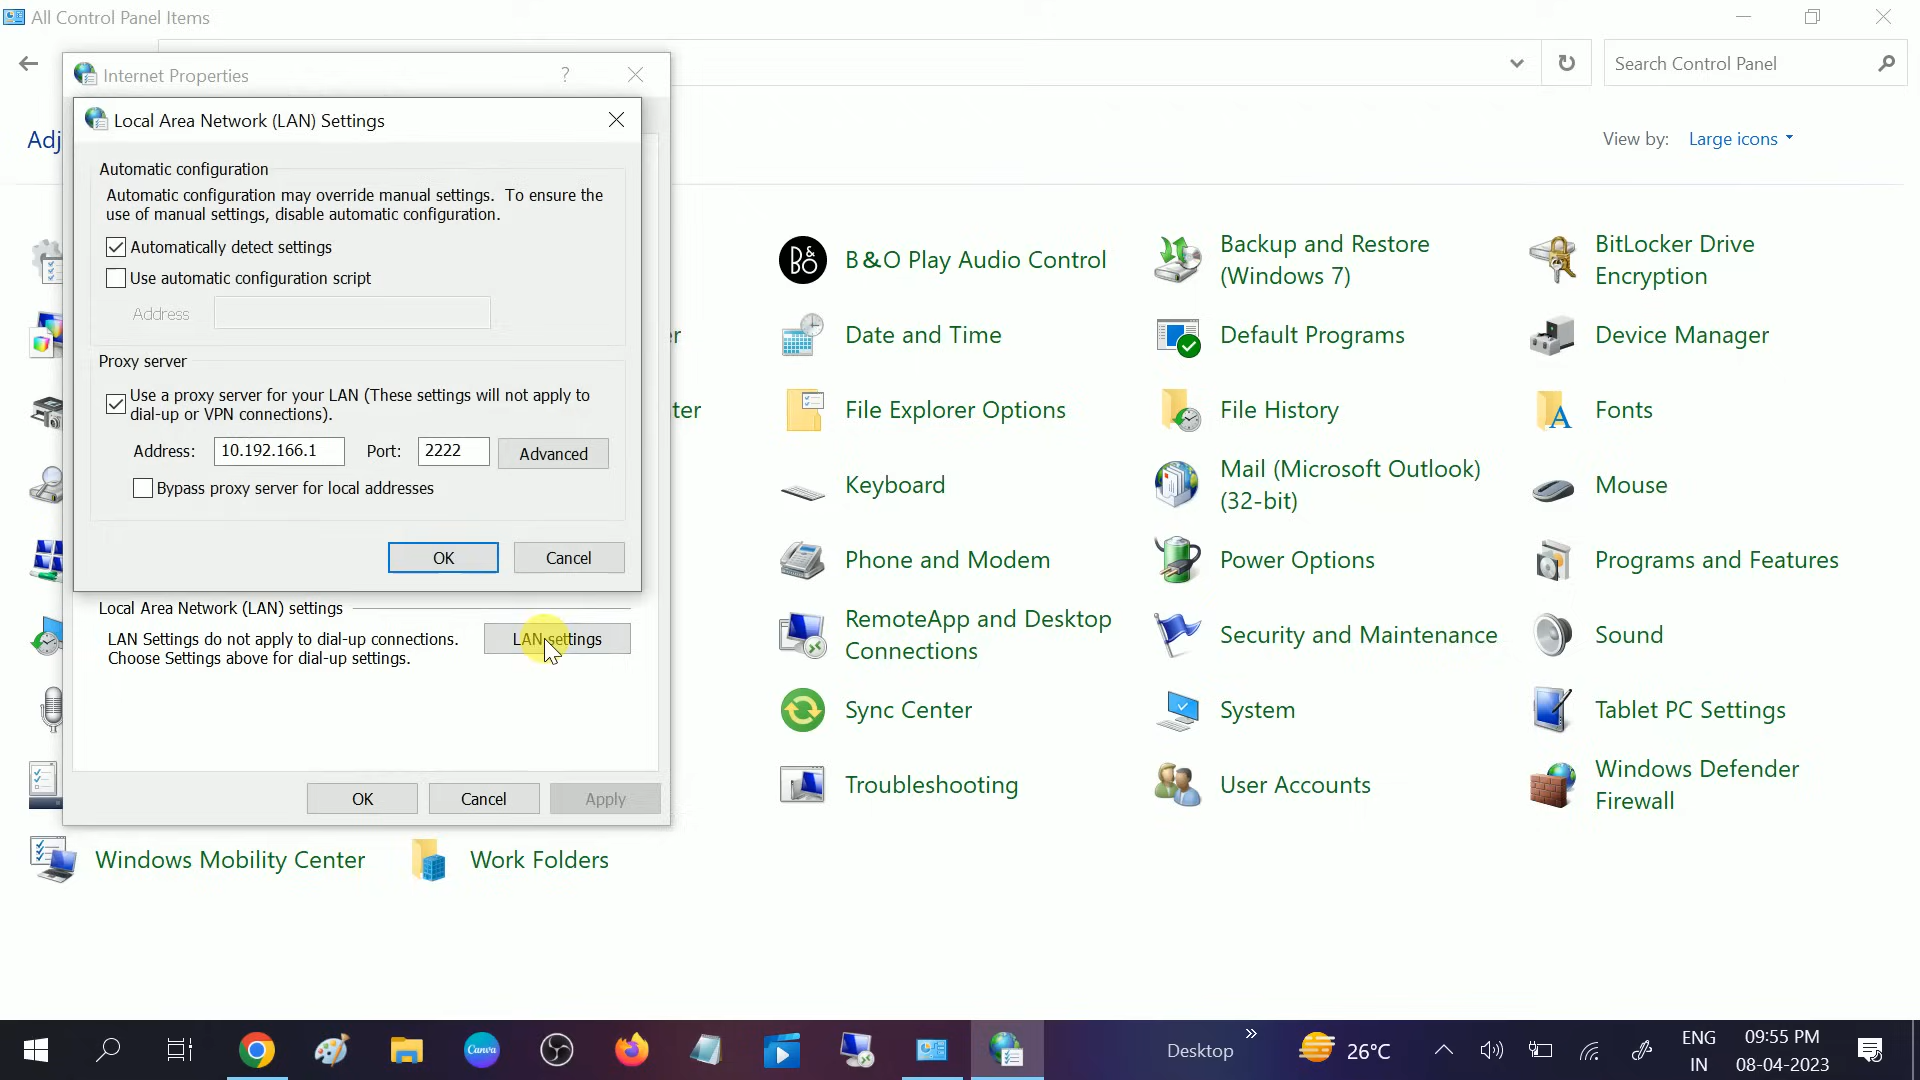 All Control Panel Items
Search Control Panel
Internet Properties
?
Local Area Network (LAN) Settings
Adj
View by: Large icons
Automatic configuration
Automatic configuration may override manual settings. To ensure the
use of manual settings, disable automatic configuration.
Automatically detect settings
Use automatic configuration script
Address
Proxy server
Use a proxy server for your LAN (These settings will not apply to
dial-up or VPN connections).
Address: 10.192.166.1 Port: 2222 Advanced
Bypass proxy server for local addresses
OK Cancel
Local Area Network (LAN) settings
LAN Settings do not apply to dial-up connections.
Choose Settings above for dial-up settings.
LAN settings
OK Cancel Apply
r
ter
B&O
B&O Play Audio Control
Backup and Restore
(Windows 7)
BitLocker Drive
Encryption
Date and Time
Default Programs
Device Manager
File Explorer Options
File History
Fonts
Keyboard
Mail (Microsoft Outlook)
(32-bit)
Mouse
Phone and Modem
Power Options
Programs and Features
RemoteApp and Desktop
Connections
Security and Maintenance
Sound
Sync Center
System
Tablet PC Settings
Troubleshooting
User Accounts
Windows Defender
Firewall
Windows Mobility Center
Work Folders
Canva
Desktop
26°C
ENG
IN
09:55 PM
08-04-2023